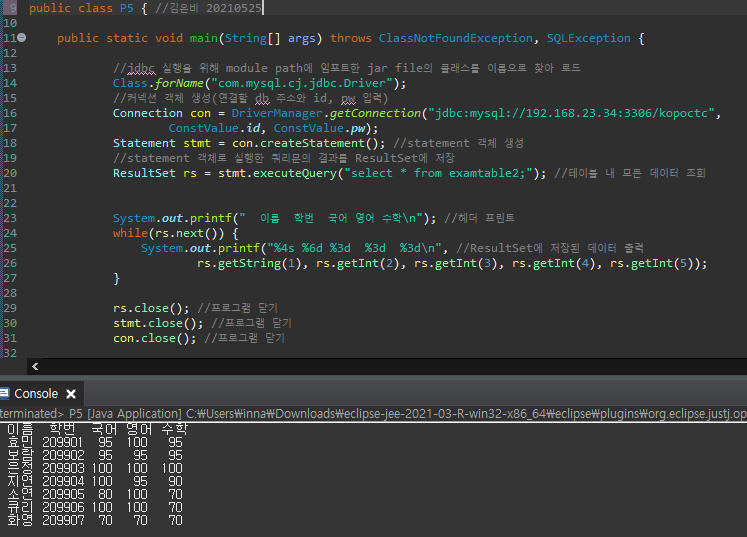 9 public class P5 { //김은비 20210525
10
11 public static void main(String[] args) throws ClassNotFoundException, SQLException {
12
13 //jdbc 실행을 위해 module path에 임포트한 jar file의 클래스를 이름으로 찾아 로드
14 Class.forName("com.mysql.cj.jdbc.Driver");
15 //커넥션 객체 생성(연결할 db 주소와 id, pw 입력)
16 Connection con = DriverManager.getConnection("jdbc:mysql://192.168.23.34:3306/kopoctc",
17 ConstValue.id, ConstValue.pw);
18 Statement stmt = con.createStatement(); //statement 객체 생성
19 //statement 객체로 실행한 쿼리문의 결과를 ResultSet에 저장
20 ResultSet rs = stmt.executeQuery("select * from examtable2;"); //테이블 내 모든 데이터 조회
21
22
23 System.out.printf("  이름  학번  국어 영어 수학\n"); //헤더 프린트
24 while(rs.next()) {
25 System.out.printf("%4s %6d %3d  %3d  %3d\n", //ResultSet에 저장된 데이터 출력
26 rs.getString(1), rs.getInt(2), rs.getInt(3), rs.getInt(4), rs.getInt(5));
27 }
28
29 rs.close(); //프로그램 닫기
30 stmt.close(); //프로그램 닫기
31 con.close(); //프로그램 닫기
32
Console
terminated> P5 [Java Application] C:₩Users₩inna₩Downloads₩eclipse-jee-2021-03-R-win32-x86_64₩eclipse₩plugins₩org.eclipse.justj.op
이름 학번 국어 영어 수학
효민 209901 95 100 95
보람 209902 95 95 95
은정 209903 100 100 100
지연 209904 100 95 90
소연 209905 80 100 70
큐리 209906 100 100 70
화영 209907 70 70 70